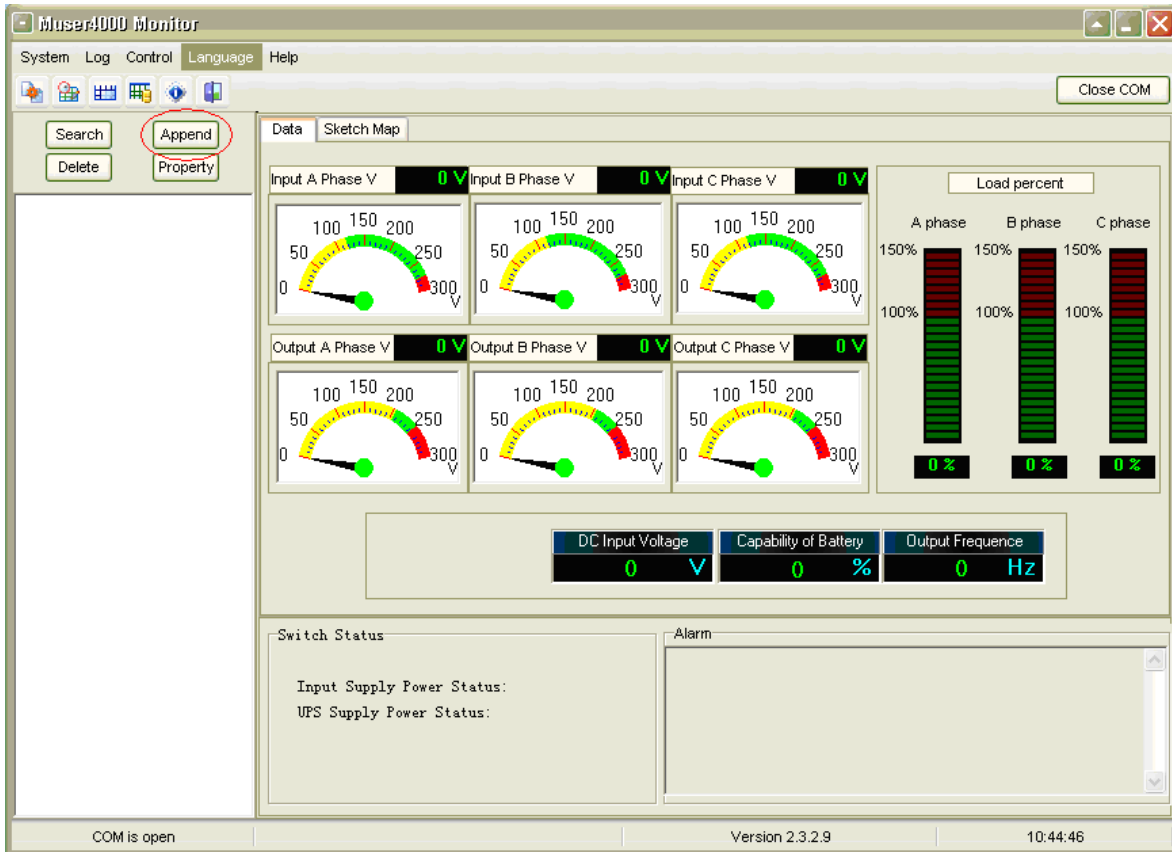 Muser4000 Monitor
System Log Control Language Help
Close COM
Search Append
Delete Property
Data Sketch Map
Input A Phase V 0 V Input B Phase V 0 V Input C Phase V 0 V
0 50 100 150 200 250 300 V
0 50 100 150 200 250 300 V
0 50 100 150 200 250 300 V
Output A Phase V 0 V Output B Phase V 0 V Output C Phase V 0 V
0 50 100 150 200 250 300 V
0 50 100 150 200 250 300 V
0 50 100 150 200 250 300 V
Load percent
A phase B phase C phase
150% 150% 150%
100% 100% 100%
0 % 0 % 0 %
DC Input Voltage Capability of Battery Output Frequence
0 V 0 % 0 Hz
Switch Status
Input Supply Power Status:
UPS Supply Power Status:
Alarm
COM is open Version 2.3.2.9 10:44:46